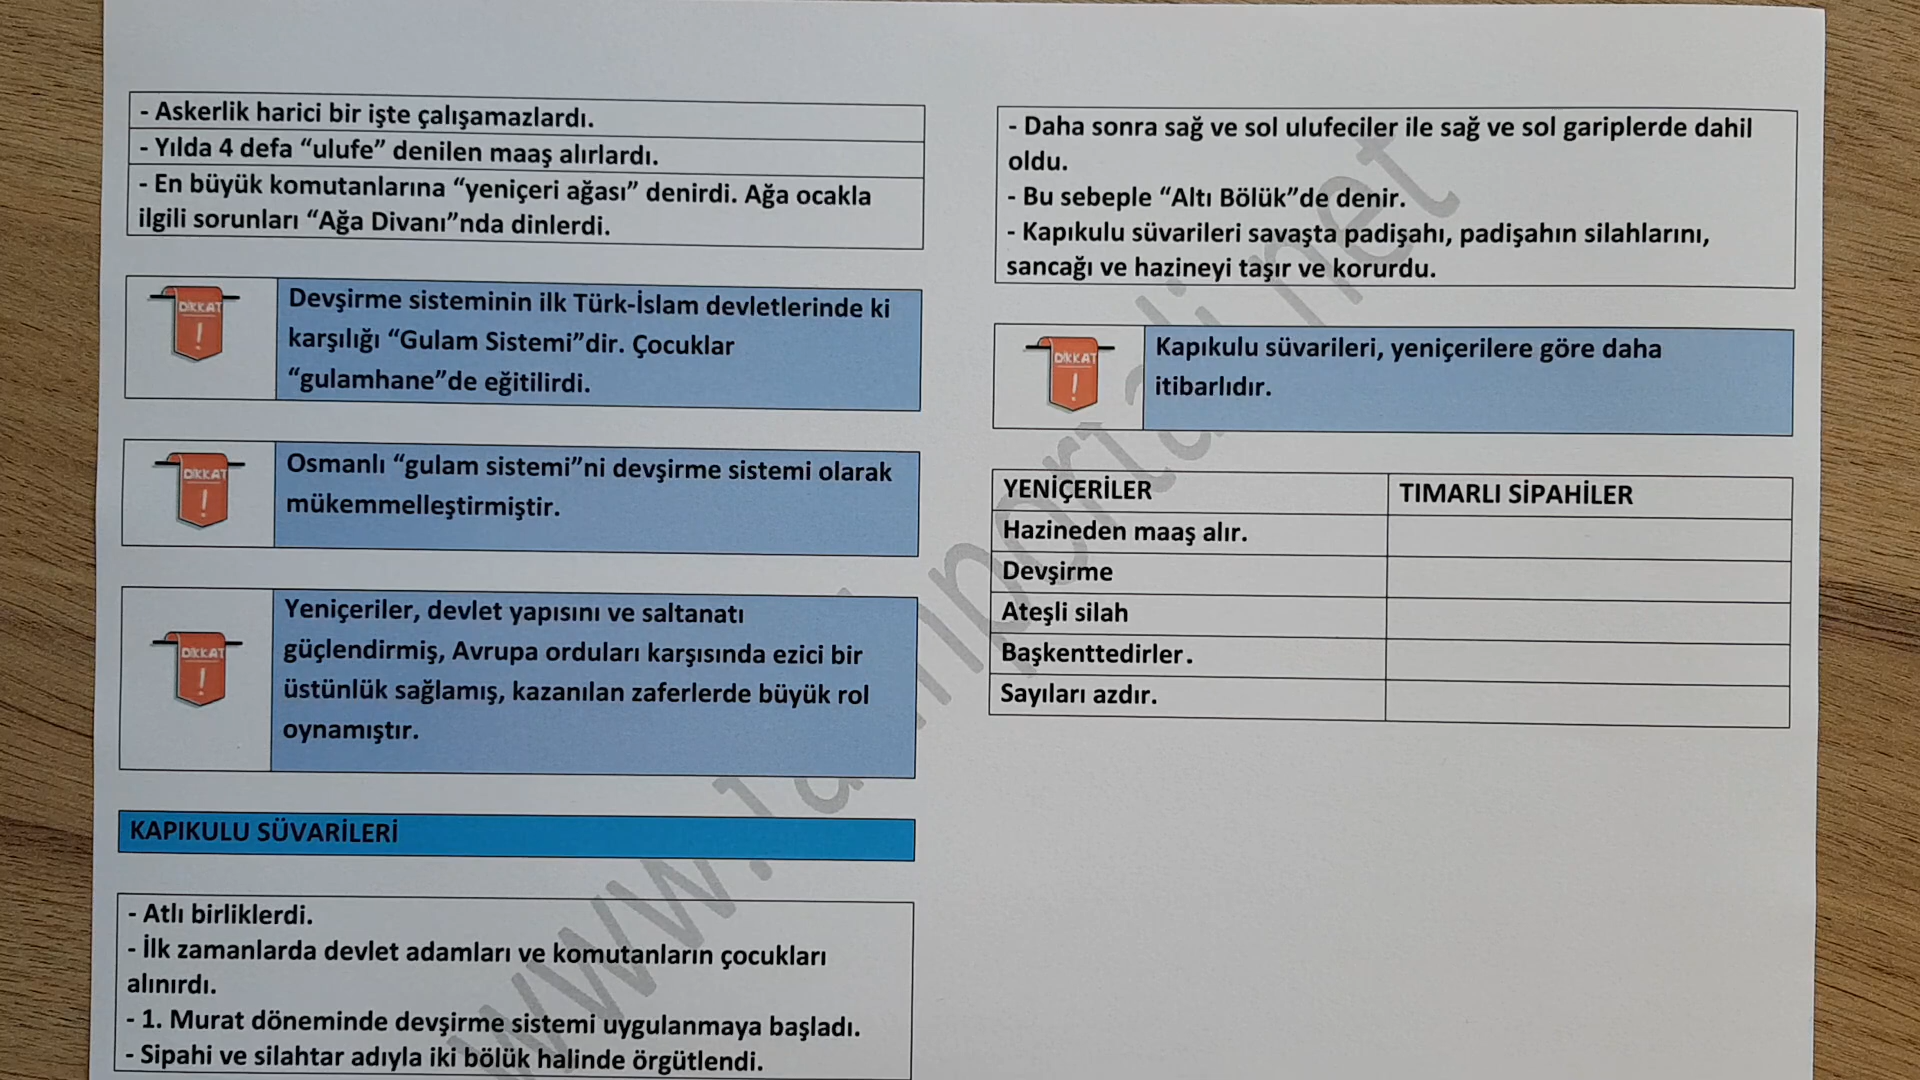 - Askerlik harici bir işte çalışamazlardı.
- Yılda 4 defa “ulufe” denilen maaş alırlardı.
- En büyük komutanlarına “yeniçeri ağası” denirdi. Ağa ocakla
ilgili sorunları “Ağa Divanı”nda dinlerdi.
DİKKAT
!
Devşirme sisteminin ilk Türk-İslam devletlerinde ki
karşılığı “Gulam Sistemi”dir. Çocuklar
“gulamhane”de eğitilirdi.
DİKKAT
!
Osmanlı “gulam sistemi”ni devşirme sistemi olarak
mükemmelleştirmiştir.
DİKKAT
!
Yeniçeriler, devlet yapısını ve saltanatı
güçlendirmiş, Avrupa orduları karşısında ezici bir
üstünlük sağlamış, kazanılan zaferlerde büyük rol
oynamıştır.
KAPIKULU SÜVARİLERİ
- Atlı birliklerdi.
- İlk zamanlarda devlet adamları ve komutanların çocukları
alınırdı.
- 1. Murat döneminde devşirme sistemi uygulanmaya başladı.
- Sipahi ve silahtar adıyla iki bölük halinde örgütlendi.
- Daha sonra sağ ve sol ulufeciler ile sağ ve sol gariplerde dahil
oldu.
- Bu sebeple “Altı Bölük”de denir.
- Kapıkulu süvarileri savaşta padişahı, padişahın silahlarını,
sancağı ve hazineyi taşır ve korurdu.
DİKKAT
!
Kapıkulu süvarileri, yeniçerilere göre daha
itibarlıdır.
YENİÇERİLER TIMARLI SİPAHİLER
Hazineden maaş alır.
Devşirme
Ateşli silah
Başkenttedirler.
Sayıları azdır.